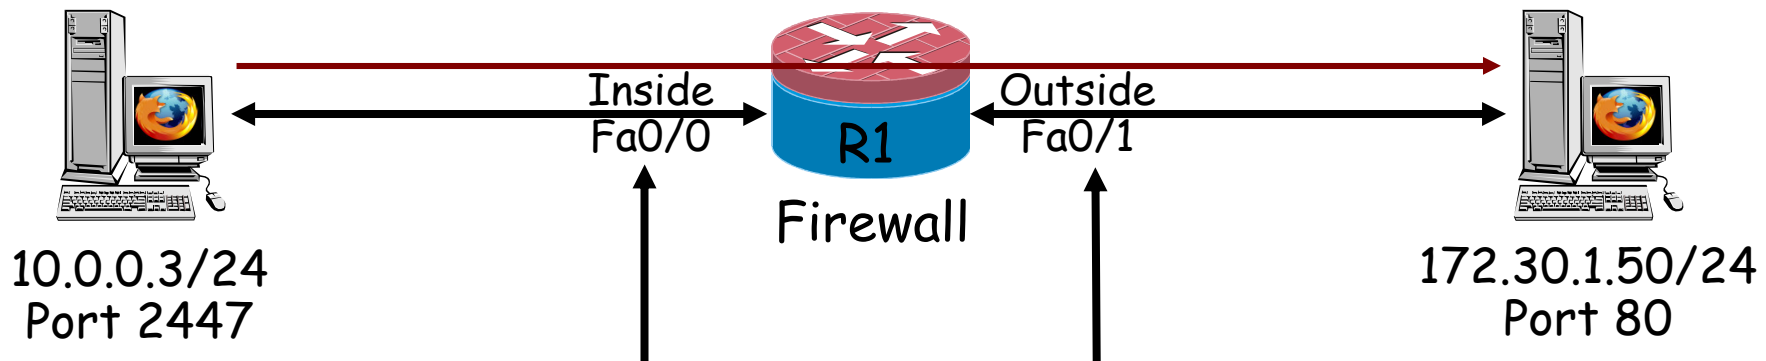 Inside
Fa0/0
Outside
Fa0/1
R1
Firewall
10.0.0.3/24
Port 2447
172.30.1.50/24
Port 80